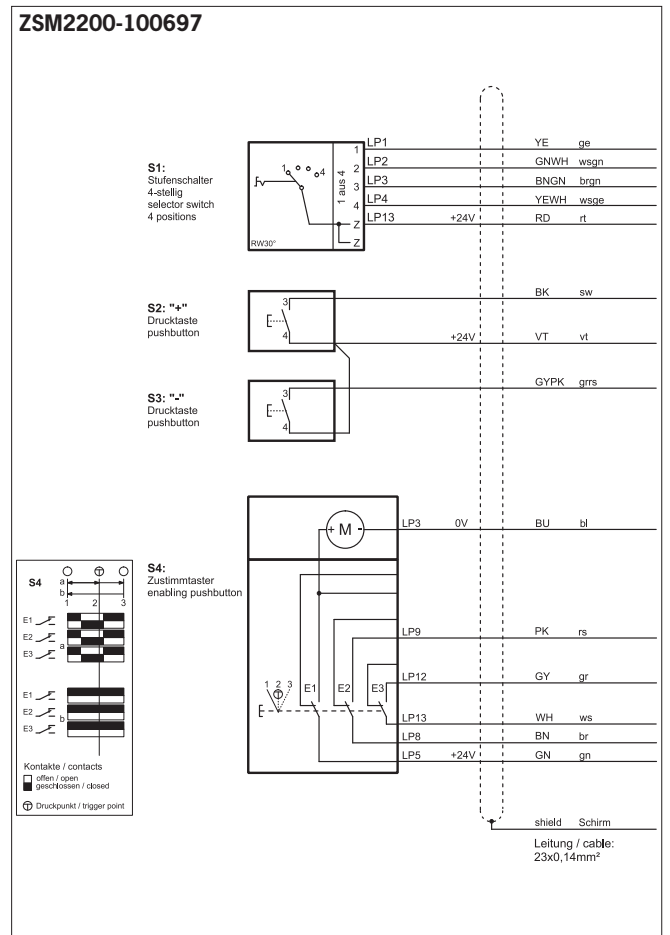 ZSM2200-100697
S1:
Stufenschalter
4-stellig
selector switch
4 positions
1 4
1 aus 4
1
2
3
4
Z
Z
RW30°
LP1 YE ge
LP2 GNWH wsgn
LP3 BNGN brgn
LP4 YEWH wsge
LP13 +24V RD rt
S2: "+"
Drucktaste
pushbutton
3
4
BK sw
+24V VT vt
S3: "-"
Drucktaste
pushbutton
3
4
GYPK grrs
S4:
Zustimmtaster
enabling pushbutton
+ M -
LP3 0V BU bl
LP9 PK rs
LP12 GY gr
1 2 3 E1 E2 E3
LP13 WH ws
LP8 BN br
LP5 +24V GN gn
shield Schirm
Leitung / cable:
23x0,14mm²
S4
a
b
1 2 3
E1
E2
E3
a
E1
E2
E3
b
Kontakte / contacts
offen / open
geschlossen / closed
T Druckpunkt / trigger point